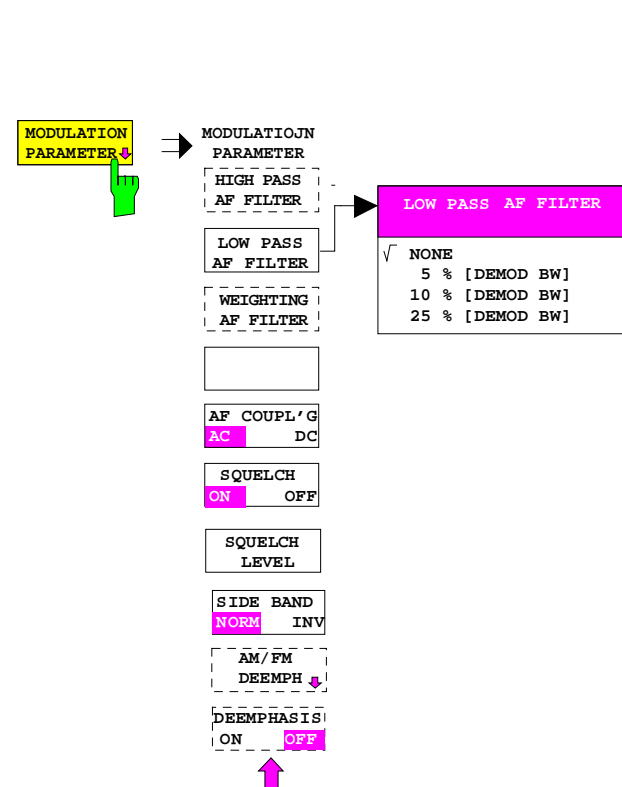 MODULATION
PARAMETER
MODULATIOJN
PARAMETER
HIGH PASS
AF FILTER
LOW PASS
AF FILTER
WEIGHTING
AF FILTER
AF COUPL'G
AC DC
SQUELCH
ON OFF
SQUELCH
LEVEL
SIDE BAND
NORM INV
AM/FM
DEEMPH
DEEMPHASIS
ON OFF
LOW PASS AF FILTER
√ NONE
5 % [DEMOD BW]
10 % [DEMOD BW]
25 % [DEMOD BW]